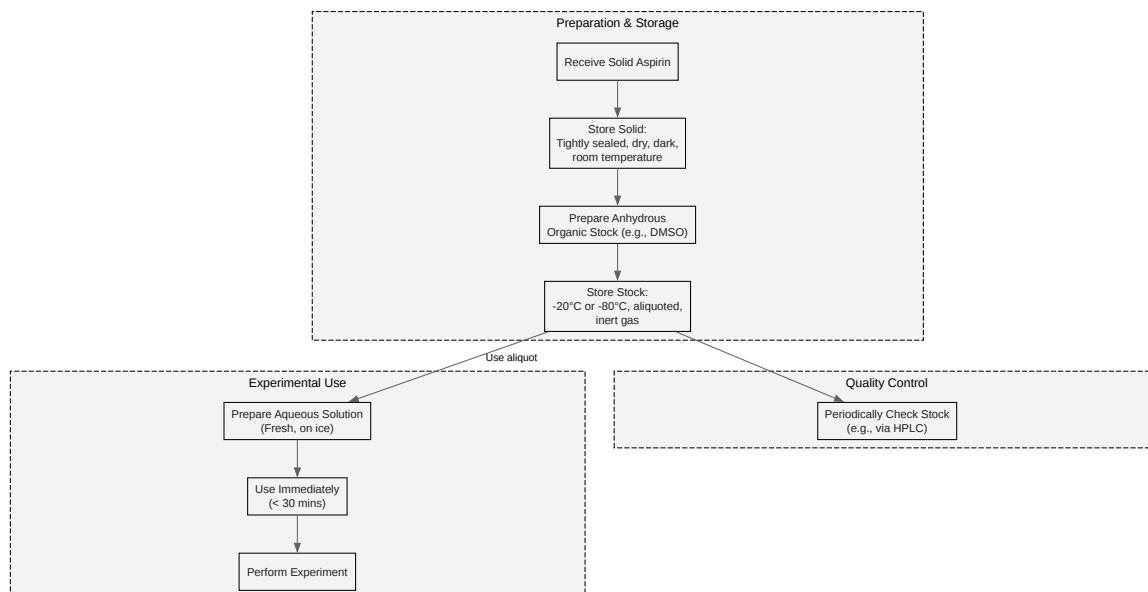 Preparation & Storage
Receive Solid Aspirin
Store Solid:
Tightly sealed, dry, dark,
room temperature
Prepare Anhydrous
Organic Stock (e.g., DMSO)
Store Stock:
-20°C or -80°C, aliquoted,
inert gas
Use aliquot
Experimental Use
Prepare Aqueous Solution
(Fresh, on ice)
Use Immediately
(< 30 mins)
Perform Experiment
Quality Control
Periodically Check Stock
(e.g., via HPLC)